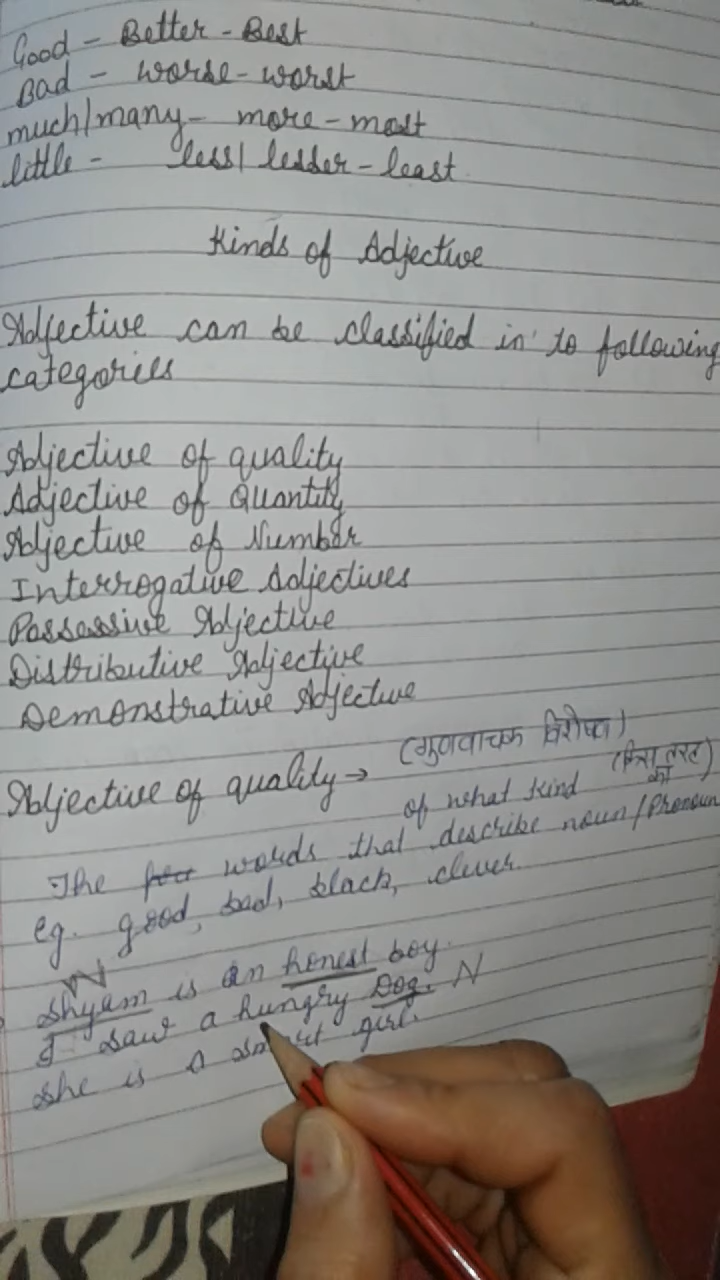 Good - Better - Best
Bad - worse - worst
much/many - more - most
little - less/lesser - least
Kinds of Adjective
Adjective can be classified in to following
categories
Adjective of quality
Adjective of Quantity
Adjective of Number
Interrogative Adjectives
Possessive Adjective
Distributive Adjective
Demonstrative Adjective
Adjective of quality → (गुणवाचक विशेषण)
of what kind (किस तरह का)
The words that describe noun/Pronoun
eg. good, bad, black, clever
N
Shyam is an honest boy.
I saw a hungry Dog. N
She is a smart girl.